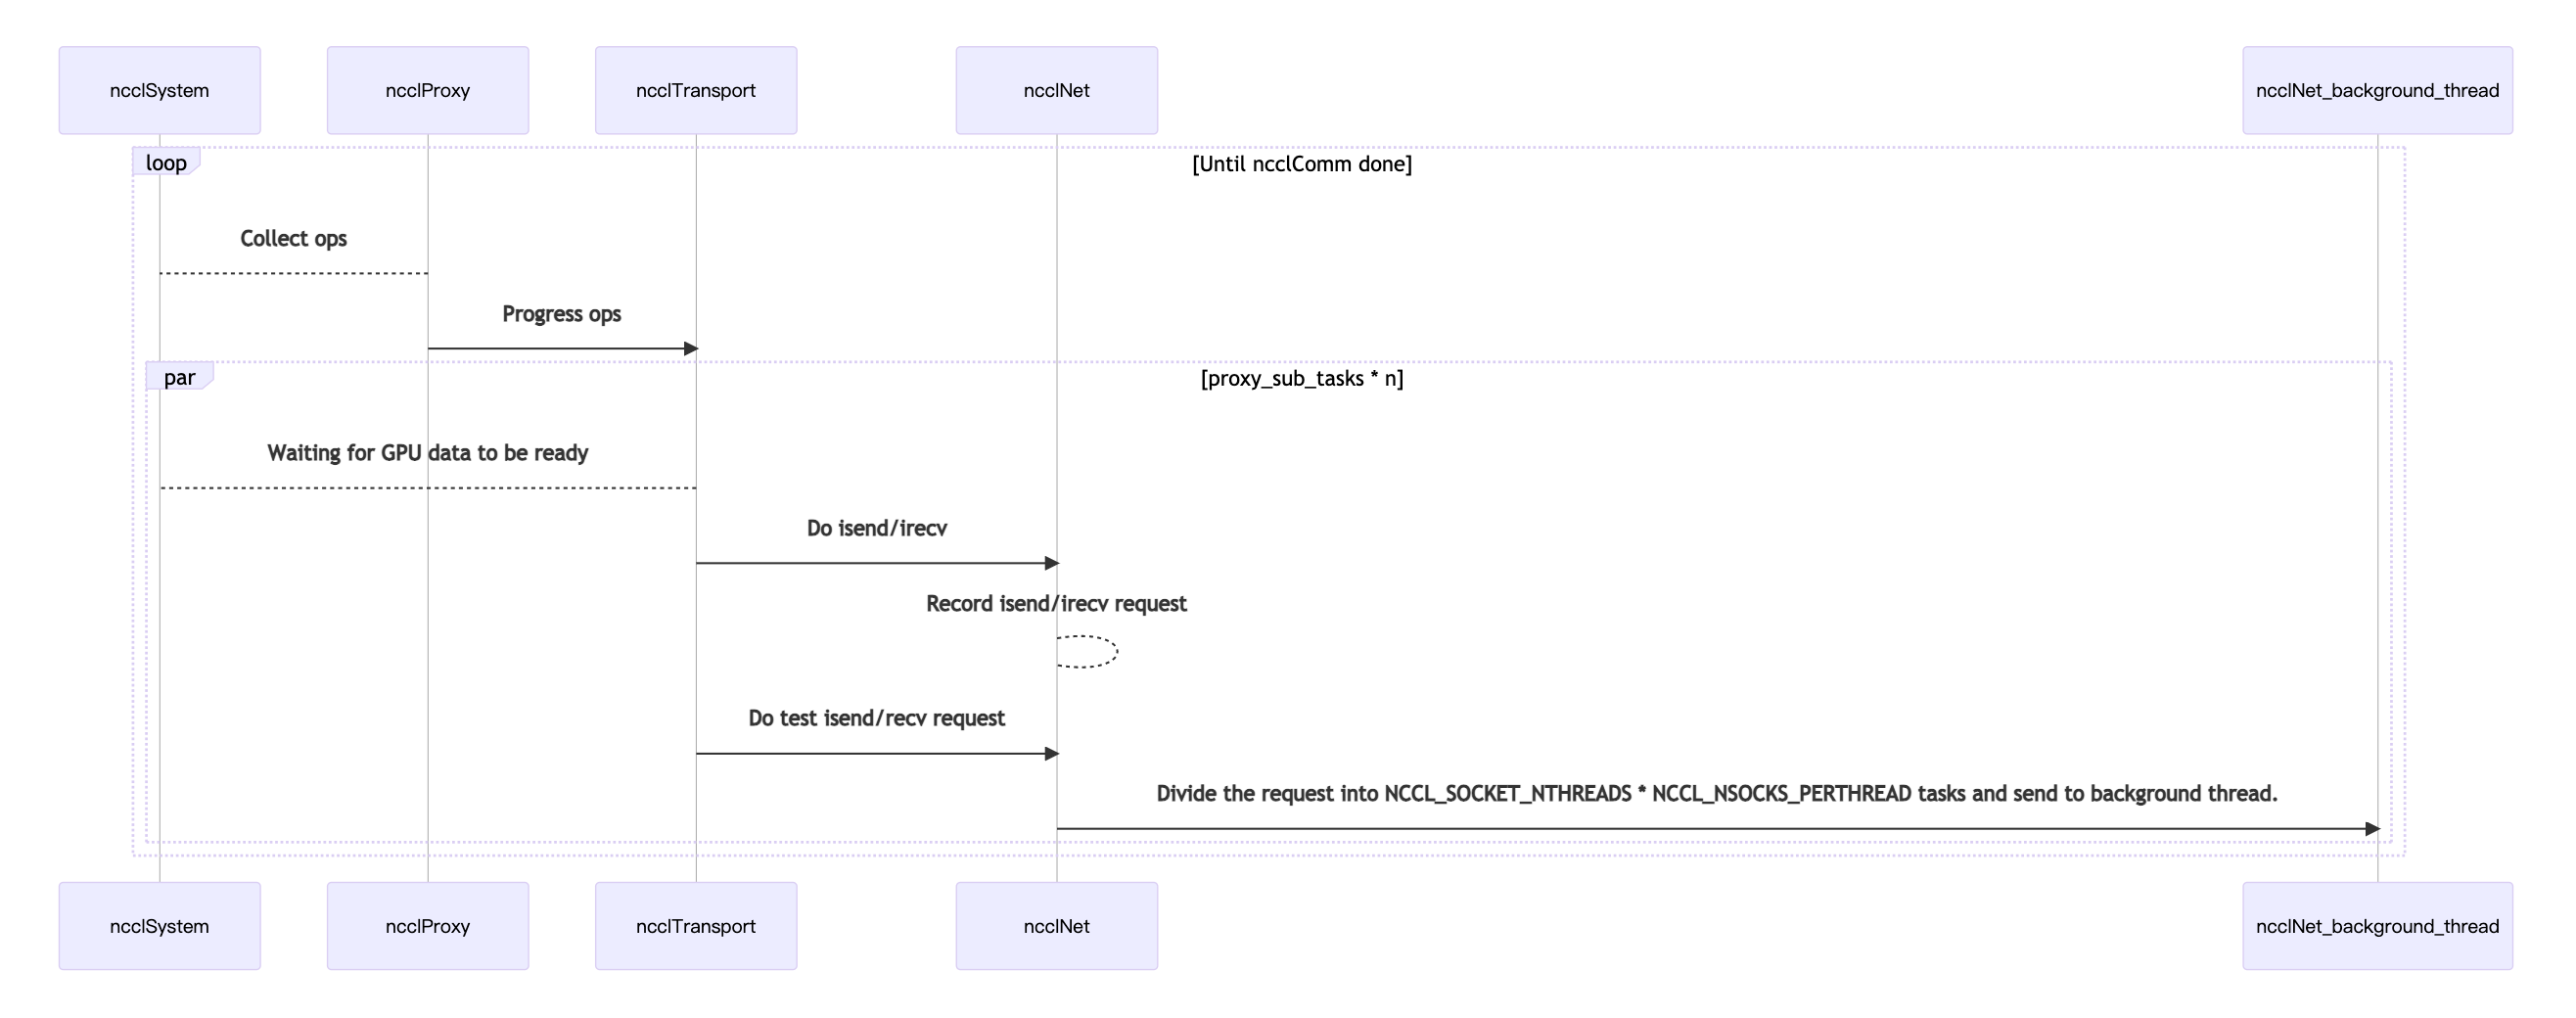 ncclSystem
ncclProxy
ncclTransport
ncclNet
ncclNet_background_thread
loop
[Until ncclComm done]
Collect ops
Progress ops
par
[proxy_sub_tasks * n]
Waiting for GPU data to be ready
Do isend/irecv
Record isend/irecv request
Do test isend/recv request
Divide the request into NCCL_SOCKET_NTHREADS * NCCL_NSOCKS_PERTHREAD tasks and send to background thread.
ncclSystem
ncclProxy
ncclTransport
ncclNet
ncclNet_background_thread